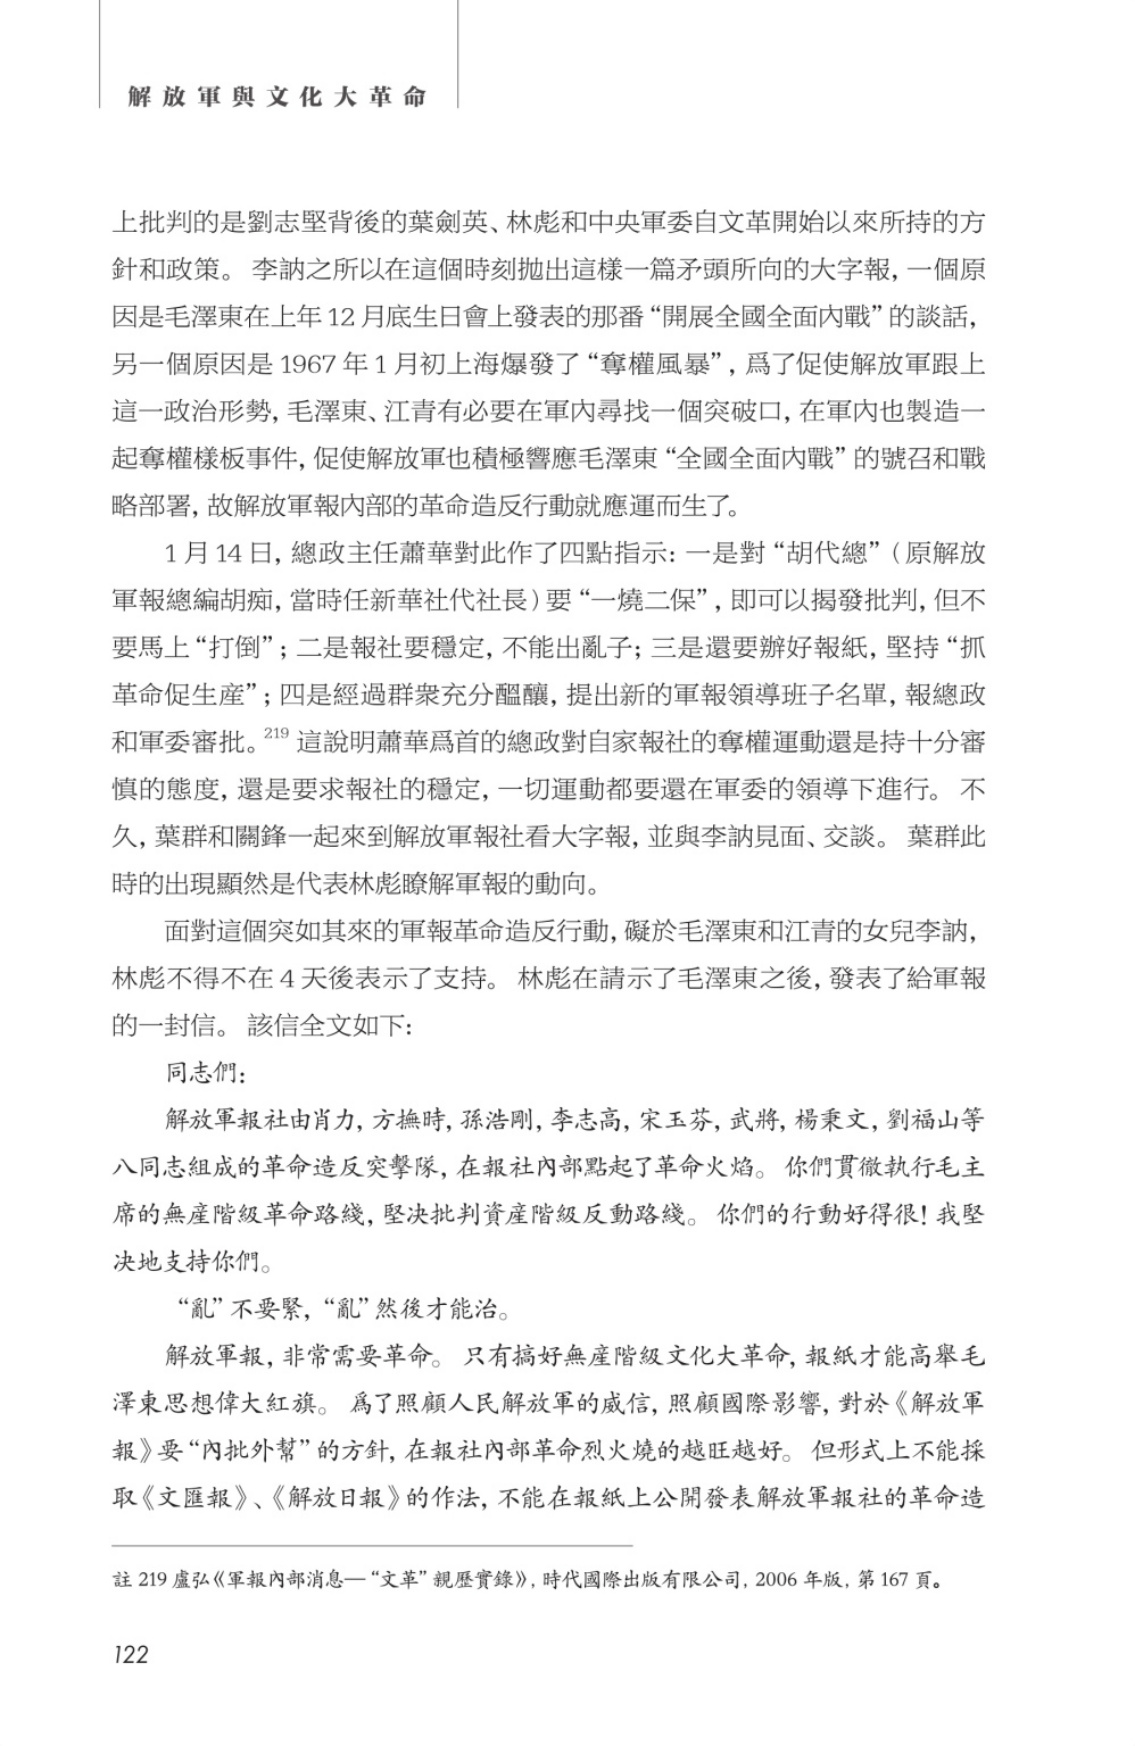 解放軍與文化大革命
上批判的是劉志堅背後的葉劍英、林彪和中央軍委自文革開始以來所持的方
針和政策。 李訥之所以在這個時刻拋出這樣一篇矛頭所向的大字報, 一個原
因是毛澤東在上年 12 月底生日會上發表的那番 “開展全國全面內戰” 的談話,
另一個原因是 1967 年 1 月初上海爆發了 “奪權風暴” , 爲了促使解放軍跟上
這一政治形勢, 毛澤東、江青有必要在軍內尋找一個突破口, 在軍內也製造一
起奪權樣板事件, 促使解放軍也積極響應毛澤東 “全國全面內戰” 的號召和戰
略部署, 故解放軍報內部的革命造反行動就應運而生了。
1 月 14 日, 總政主任蕭華對此作了四點指示: 一是對 “胡代總” ( 原解放
軍報總編胡痴, 當時任新華社代社長 ) 要 “一燒二保” , 即可以揭發批判, 但不
要馬上 “打倒” ; 二是報社要穩定, 不能出亂子; 三是還要辦好報紙, 堅持 “抓
革命促生産” ; 四是經過群衆充分醞釀, 提出新的軍報領導班子名單, 報總政
和軍委審批。219 這說明蕭華爲首的總政對自家報社的奪權運動還是持十分審
慎的態度, 還是要求報社的穩定, 一切運動都要還在軍委的領導下進行。 不
久, 葉群和關鋒一起來到解放軍報社看大字報, 並與李訥見面、交談。 葉群此
時的出現顯然是代表林彪瞭解軍報的動向。
面對這個突如其來的軍報革命造反行動, 礙於毛澤東和江青的女兒李訥,
林彪不得不在 4 天後表示了支持。 林彪在請示了毛澤東之後, 發表了給軍報
的一封信。 該信全文如下:
同志們:
解放軍報社由肖力, 方撫時, 孫浩剛, 李志高, 宋玉芬, 武將, 楊秉文, 劉福山等
八同志組成的革命造反突擊隊, 在報社內部點起了革命火焰。 你們貫徹執行毛主
席的無産階級革命路綫, 堅决批判資産階級反動路綫。 你們的行動好得很! 我堅
决地支持你們。
“亂” 不要緊, “亂” 然後才能治。
解放軍報, 非常需要革命。 只有搞好無産階級文化大革命, 報紙才能高舉毛
澤東思想偉大紅旗。 爲了照顧人民解放軍的威信, 照顧國際影響, 對於《解放軍
報》要 “內批外幫” 的方針, 在報社內部革命烈火燒的越旺越好。 但形式上不能採
取《文匯報》、《解放日報》的作法, 不能在報紙上公開發表解放軍報社的革命造
註 219 盧弘《軍報內部消息— “文革” 親歷實錄》, 時代國際出版有限公司, 2006 年版, 第 167 頁。
122